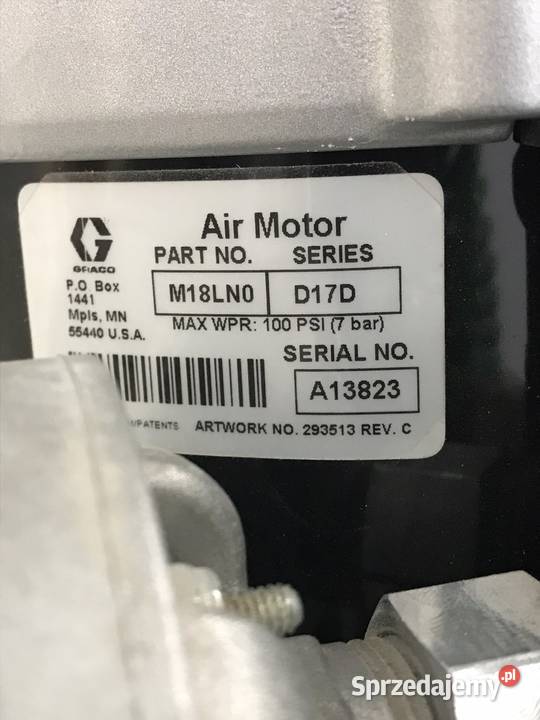 Air Motor
GRACO
P.O. Box
1441
Mpls, MN
55440 U.S.A.
PART NO. SERIES
M18LN0 D17D
MAX WPR: 100 PSI (7 bar)
SERIAL NO.
A13823
/PATENTS ARTWORK NO. 293513 REV. C
Sprzedajemy.pl